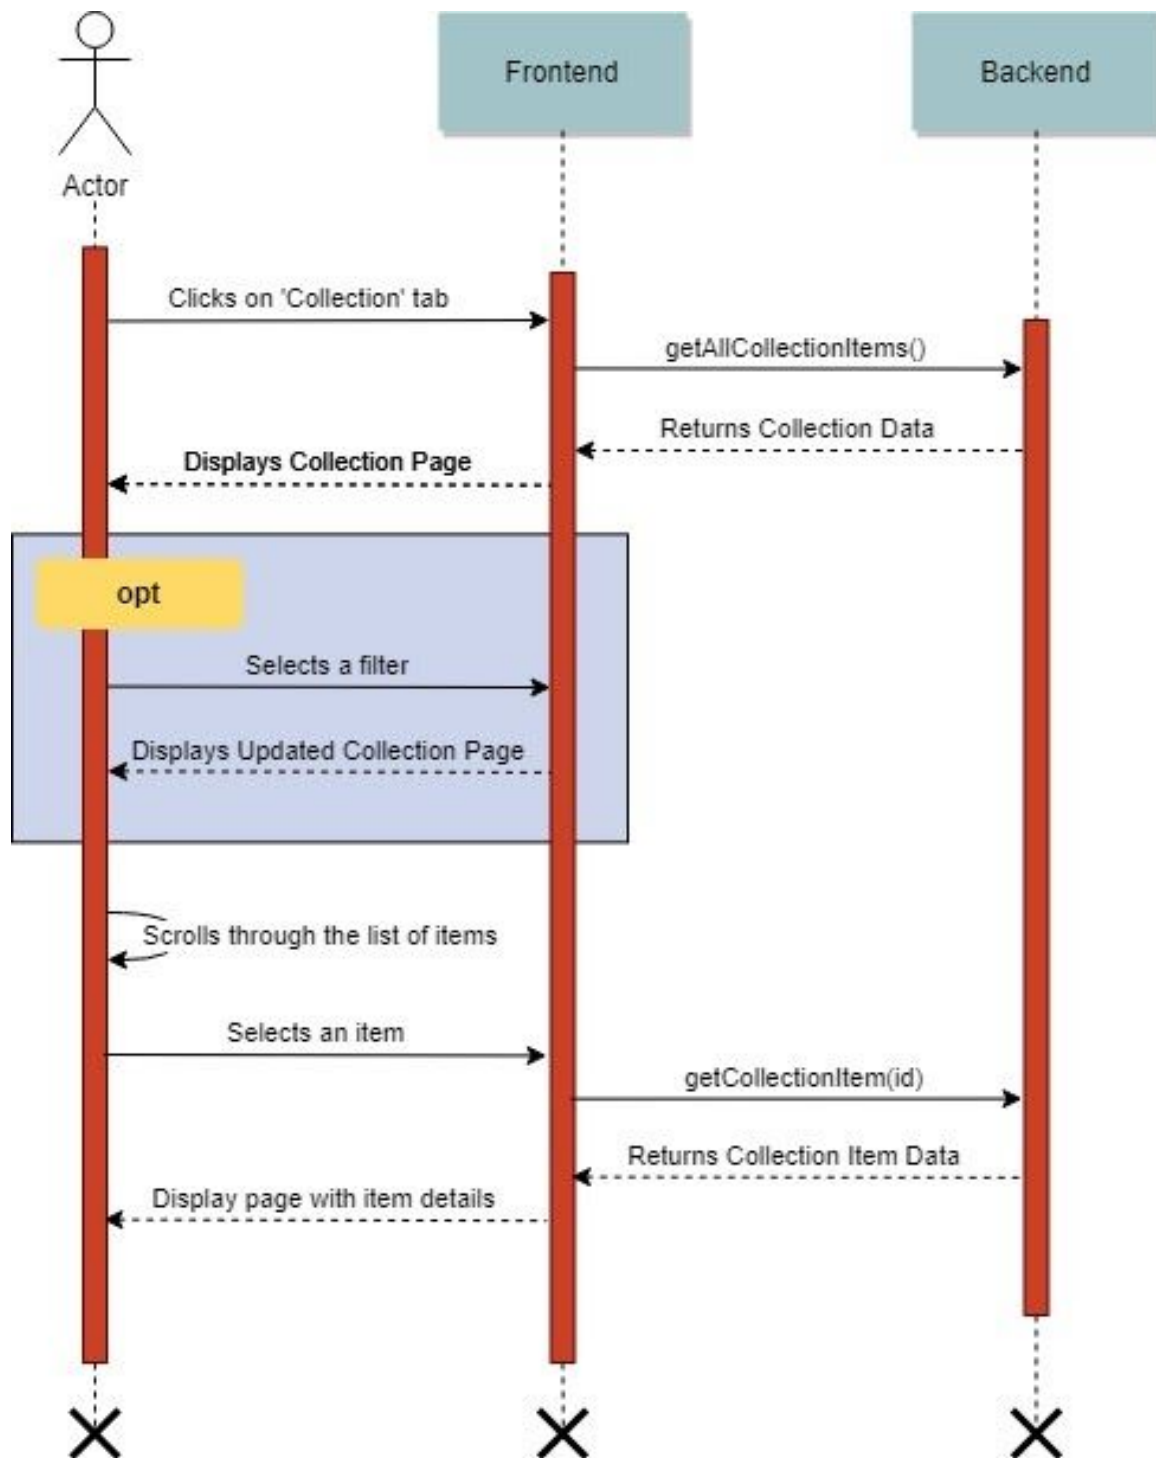 Actor
Frontend
Backend
Clicks on 'Collection' tab
getAllCollectionItems()
Returns Collection Data
Displays Collection Page
opt
Selects a filter
Displays Updated Collection Page
Scrolls through the list of items
Selects an item
getCollectionItem(id)
Returns Collection Item Data
Display page with item details